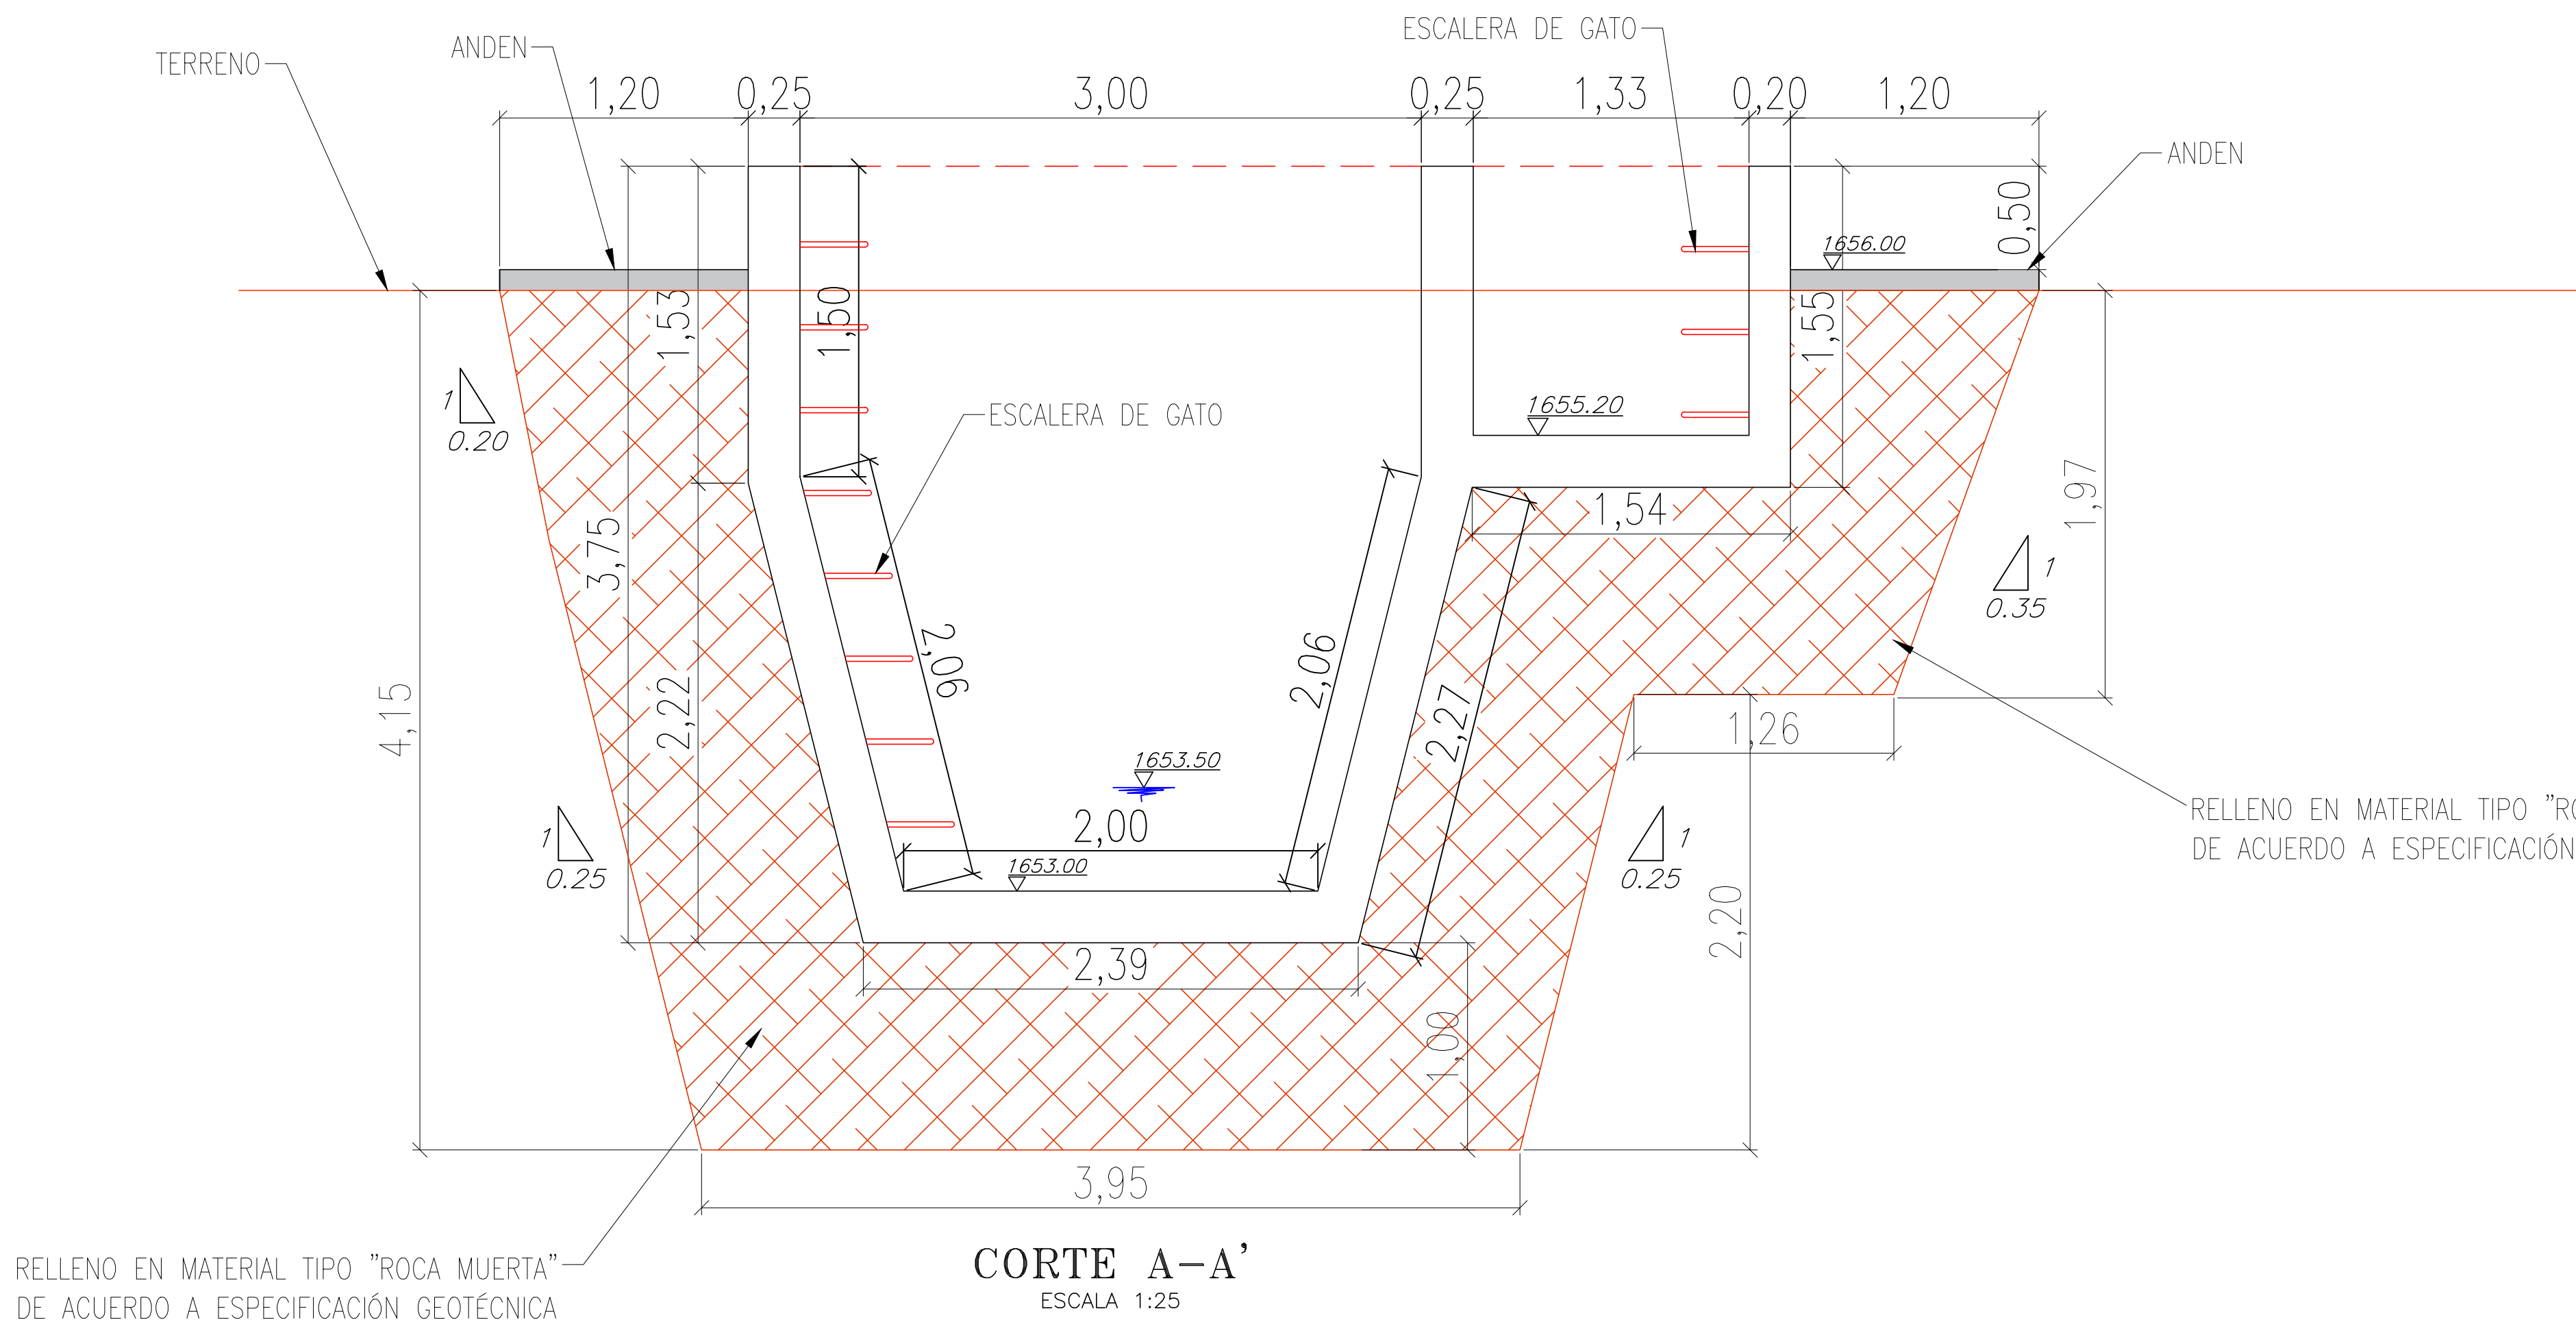 ESCALERA DE GATO
ANDEN
TERRENO
1,20 0,25 3,00 0,25 1,33 0,20 1,20
ANDEN
0,50
1656.00
1,53
1,50
1,55
1655.20
ESCALERA DE GATO
1
0.20
1,97
1,54
3,75
1
0.35
2,06
2,06
2,22
4,15
2,27
1,26
1653.50
RELLENO EN MATERIAL TIPO "RO
DE ACUERDO A ESPECIFICACIÓN
2,00
1
0.25
1
0.25
1653.00
2,20
2,39
1,00
3,95
CORTE A-A'
ESCALA 1:25
RELLENO EN MATERIAL TIPO "ROCA MUERTA"
DE ACUERDO A ESPECIFICACIÓN GEOTÉCNICA